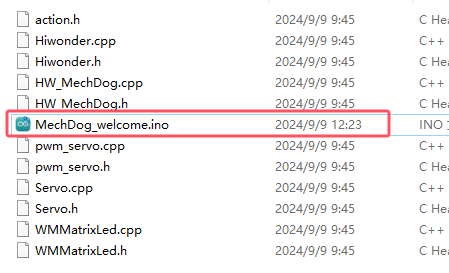 action.h 2024/9/9 9:45 C Hea
Hiwonder.cpp 2024/9/9 9:45 C++
Hiwonder.h 2024/9/9 9:45 C Hea
HW_MechDog.cpp 2024/9/9 9:45 C++
HW_MechDog.h 2024/9/9 9:45 C Hea
MechDog_welcome.ino 2024/9/9 12:23 INO
pwm_servo.cpp 2024/9/9 9:45 C++
pwm_servo.h 2024/9/9 9:45 C Hea
Servo.cpp 2024/9/9 9:45 C++
Servo.h 2024/9/9 9:45 C Hea
WMMatrixLed.cpp 2024/9/9 9:45 C++
WMMatrixLed.h 2024/9/9 9:45 C Hea